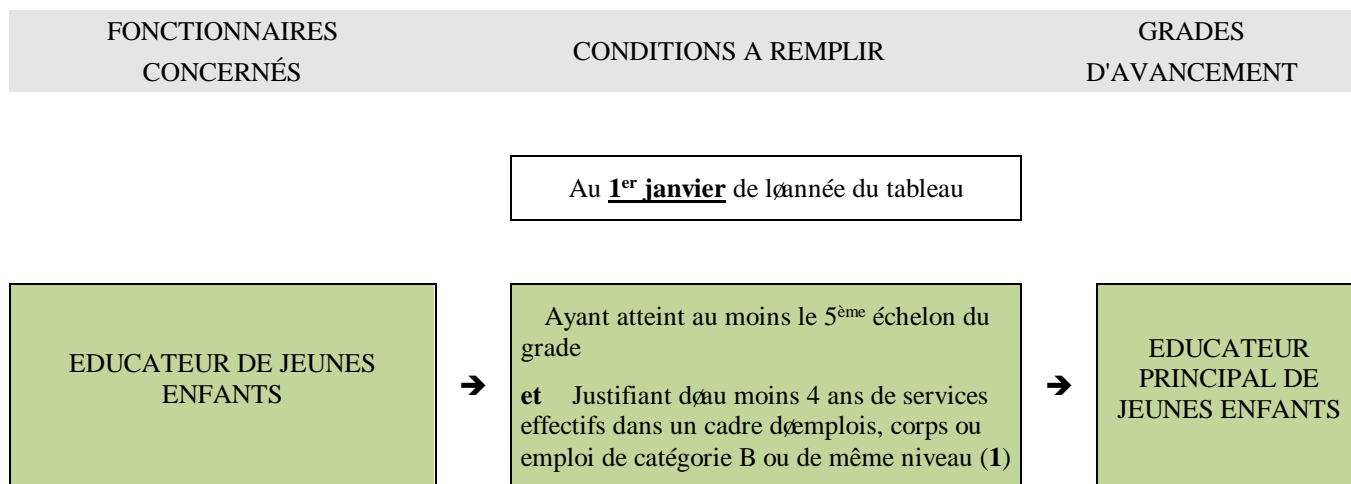 FONCTIONNAIRES
CONCERNÉS
CONDITIONS A REMPLIR
GRADES
D'AVANCEMENT
Au 1er janvier de løannée du tableau
EDUCATEUR DE JEUNES
ENFANTS
➔
Ayant atteint au moins le 5ème échelon du
grade
et Justifiant døau moins 4 ans de services
effectifs dans un cadre døemplois, corps ou
emploi de catégorie B ou de même niveau (1)
➔
EDUCATEUR
PRINCIPAL DE
JEUNES ENFANTS